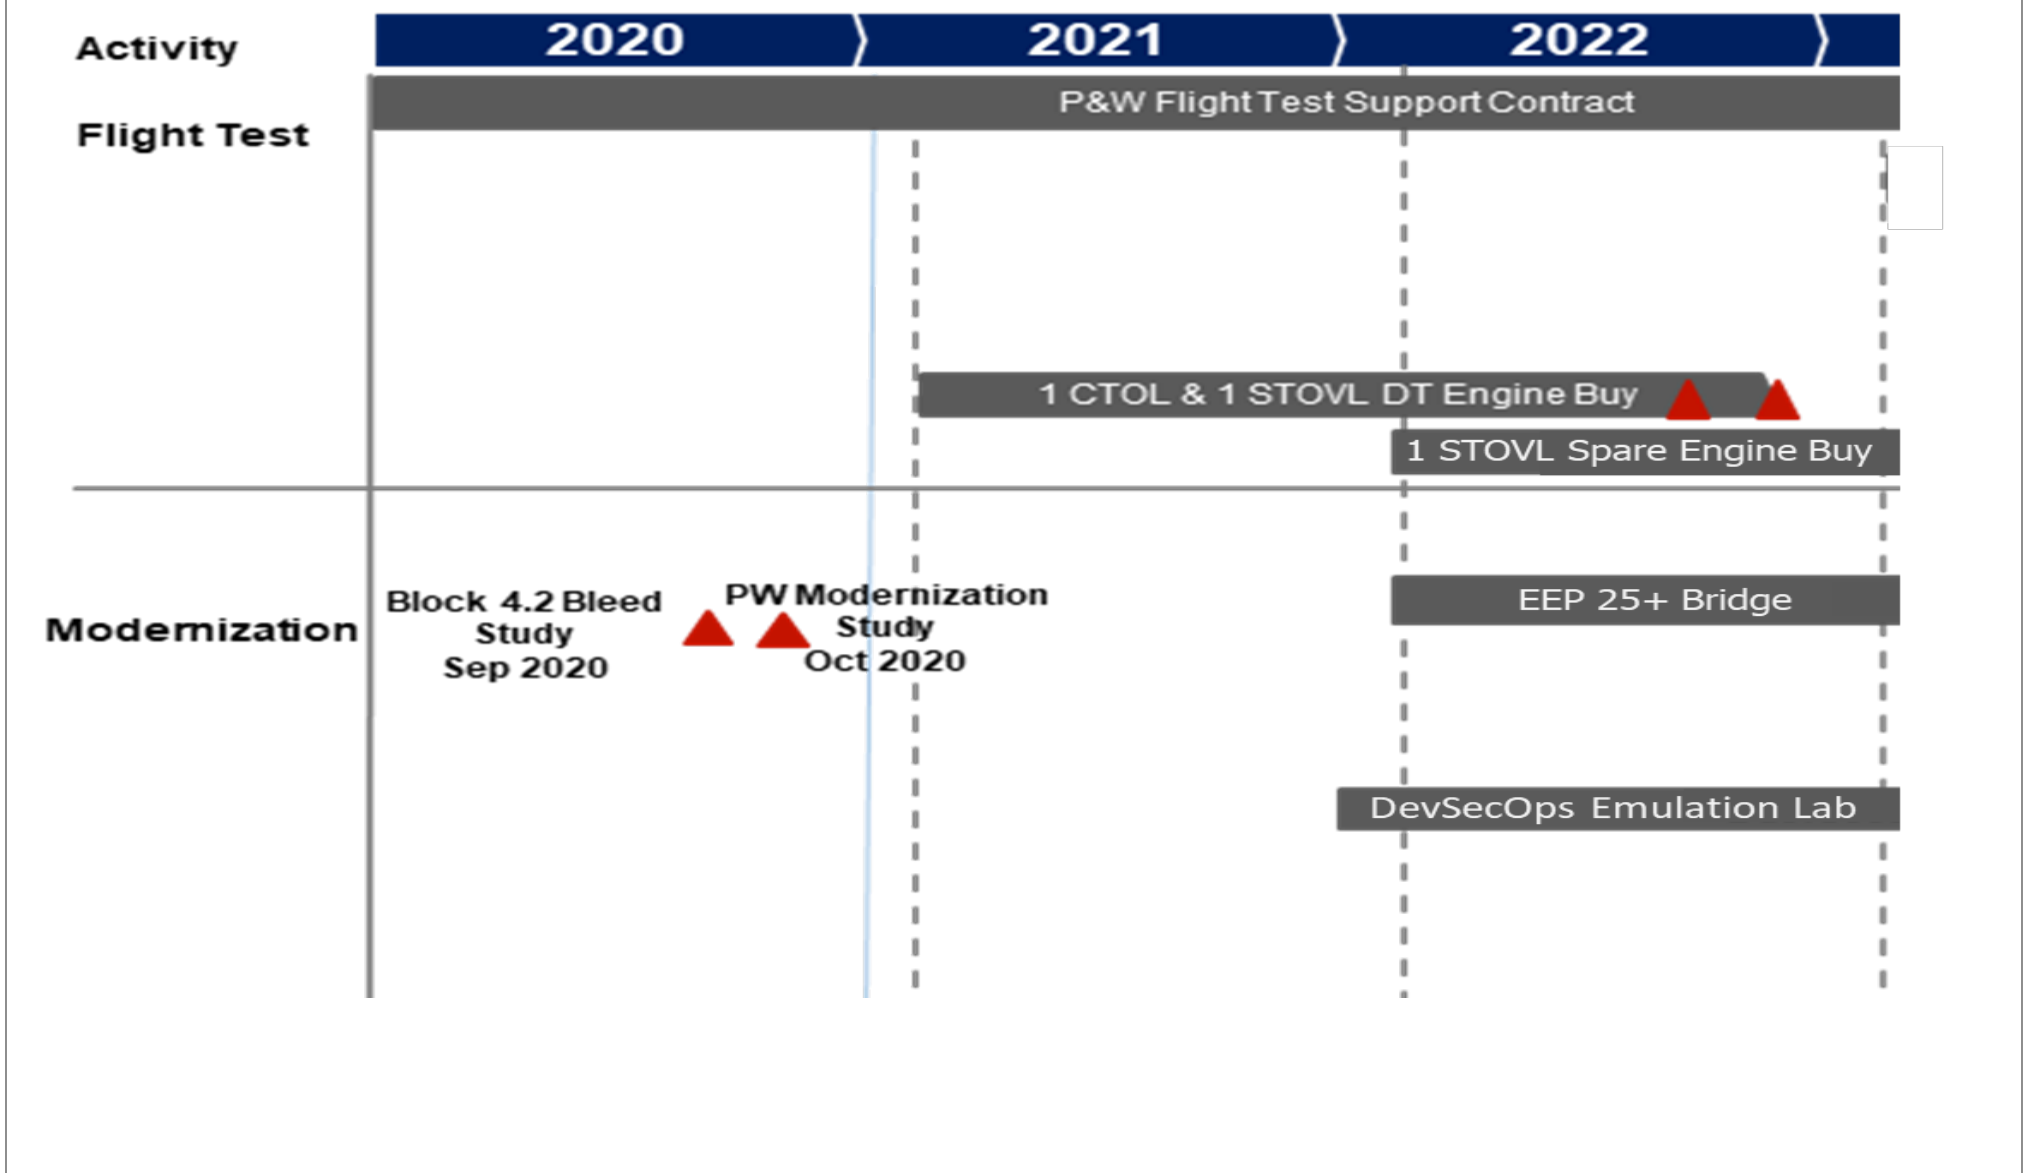 Activity
2020
2021
2022
Flight Test
P&W Flight Test Support Contract
1 CTOL & 1 STOVL DT Engine Buy
1 STOVL Spare Engine Buy
Modernization
Block 4.2 Bleed
Study
Sep 2020
PW Modernization
Study
Oct 2020
EEP 25+ Bridge
DevSecOps Emulation Lab